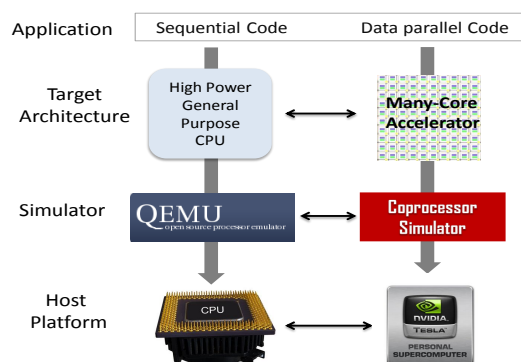 Application
Sequential Code
Data parallel Code
Target
Architecture
High Power
General
Purpose
CPU
Many-Core
Accelerator
Simulator
QEMU
open source processor emulator
Coprocessor
Simulator
Host
Platform
CPU
NVIDIA
TESLA
PERSONAL
SUPERCOMPUTER